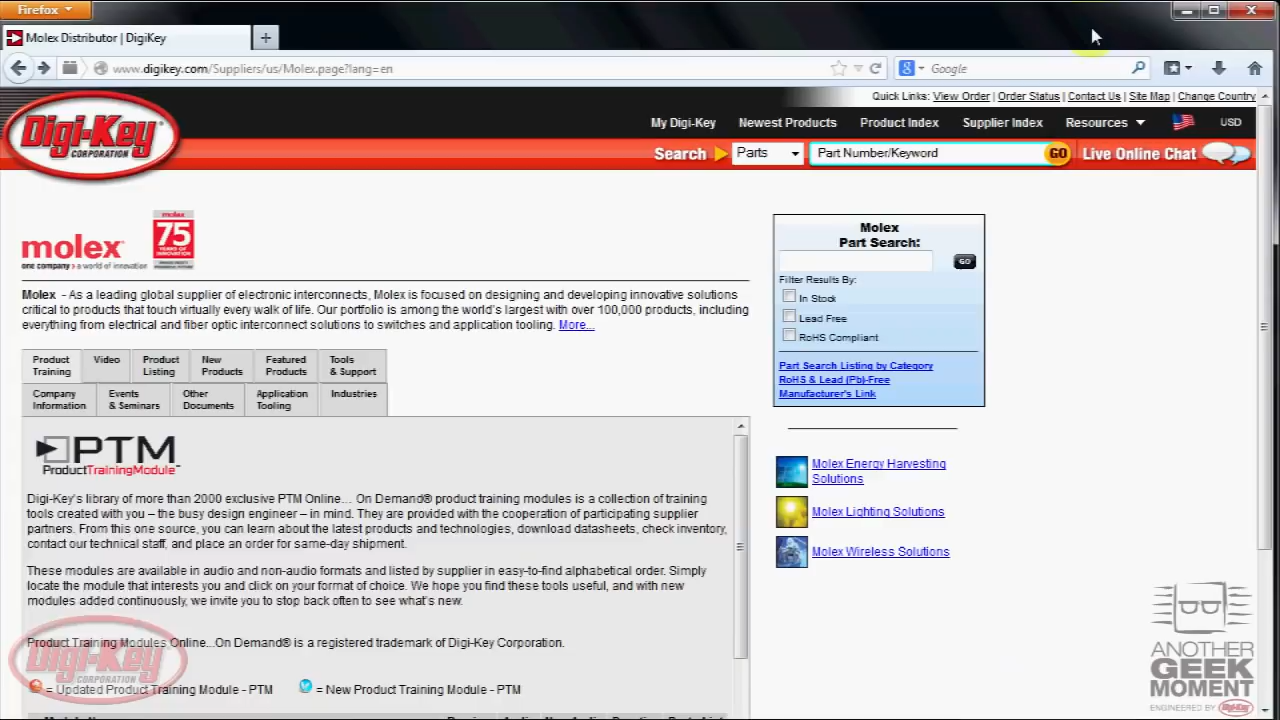 Firefox
Molex Distributor | DigiKey
www.digikey.com/Suppliers/us/Molex.page?lang=en
Google
Quick Links: View Order | Order Status | Contact Us | Site Map | Change Country
Digi-Key
CORPORATION
My Digi-Key Newest Products Product Index Supplier Index Resources USD
Search Parts Part Number/Keyword GO Live Online Chat
molex
one company > a world of innovation
molex
75
YEARS OF
INNOVATION
Molex - As a leading global supplier of electronic interconnects, Molex is focused on designing and developing innovative solutions
critical to products that touch virtually every walk of life. Our portfolio is among the world's largest with over 100,000 products, including
everything from electrical and fiber optic interconnect solutions to switches and application tooling. More...
Product Training
Video
Product Listing
New Products
Featured Products
Tools & Support
Company Information
Events & Seminars
Other Documents
Application Tooling
Industries
PTM
ProductTrainingModule
Digi-Key's library of more than 2000 exclusive PTM Online... On Demand® product training modules is a collection of training
tools created with you – the busy design engineer – in mind. They are provided with the cooperation of participating supplier
partners. From this one source, you can learn about the latest products and technologies, download datasheets, check inventory,
contact our technical staff, and place an order for same-day shipment.
These modules are available in audio and non-audio formats and listed by supplier in easy-to-find alphabetical order. Simply
locate the module that interests you and click on your format of choice. We hope you find these tools useful, and with new
modules added continuously, we invite you to stop back often to see what's new.
Product Training Modules Online...On Demand® is a registered trademark of Digi-Key Corporation.
= Updated Product Training Module - PTM = New Product Training Module - PTM
Digi-Key
CORPORATION
Molex
Part Search:
GO
Filter Results By:
In Stock
Lead Free
RoHS Compliant
Part Search Listing by Category
RoHS & Lead (Pb)-Free
Manufacturer's Link
Molex Energy Harvesting
Solutions
Molex Lighting Solutions
Molex Wireless Solutions
ANOTHER
GEEK
MOMENT
ENGINEERED BY Digi-Key